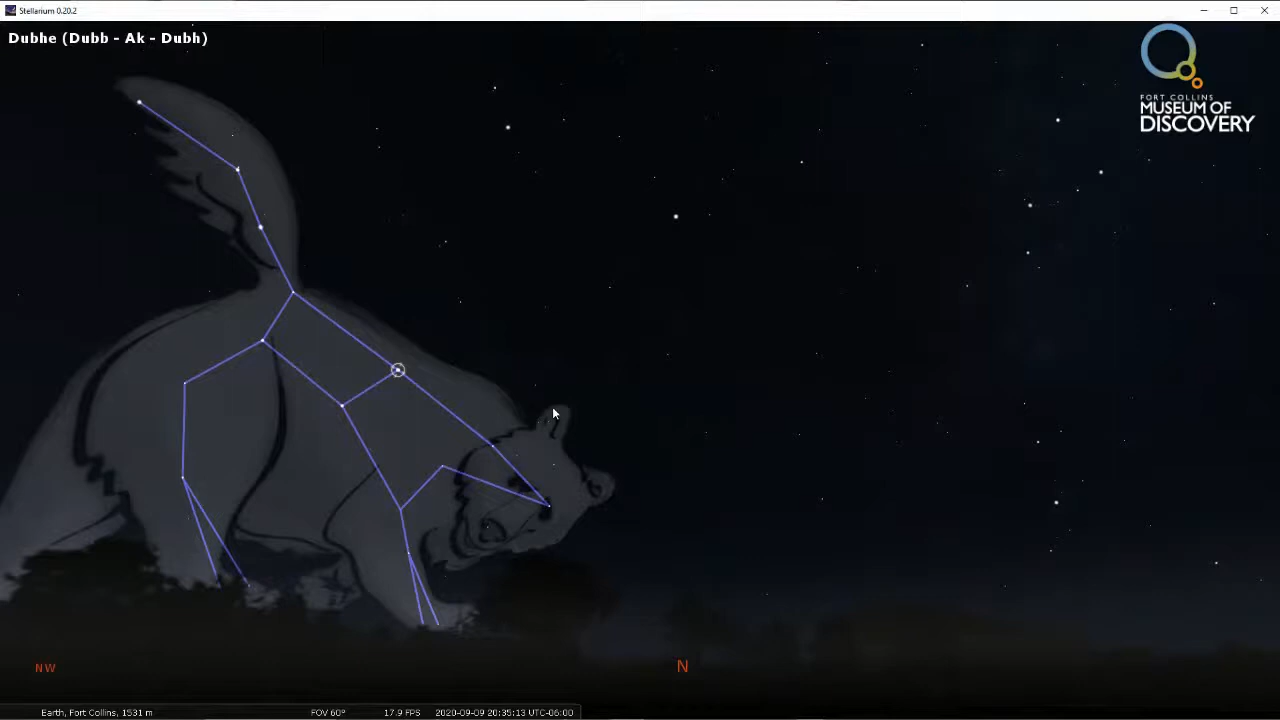 Stellarium 0.20.2
Dubhe (Dubb - Ak - Dubh)
FORT COLLINS
MUSEUM OF
DISCOVERY
NW
N
Earth, Fort Collins, 1531 m FOV 60° 17.9 FPS 2020-09-09 20:35:13 UTC-06:00